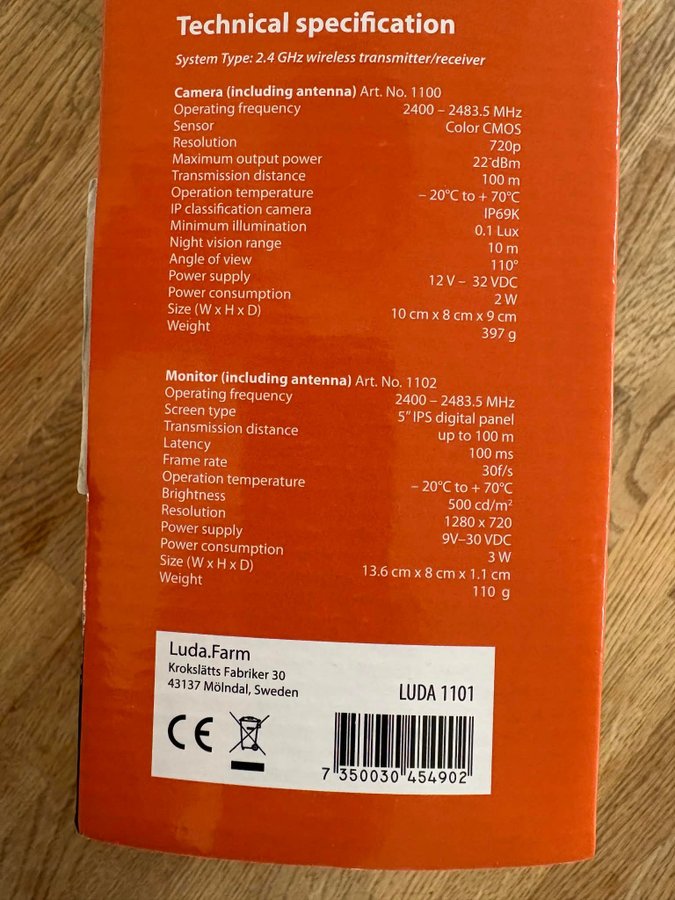 Technical specification
System Type: 2.4 GHz wireless transmitter/receiver
Camera (including antenna) Art. No. 1100
Operating frequency 2400 – 2483.5 MHz
Sensor Color CMOS
Resolution 720p
Maximum output power 22 dBm
Transmission distance 100 m
Operation temperature – 20°C to + 70°C
IP classification camera IP69K
Minimum illumination 0.1 Lux
Night vision range 10 m
Angle of view 110°
Power supply 12 V – 32 VDC
Power consumption 2 W
Size (W x H x D) 10 cm x 8 cm x 9 cm
Weight 397 g
Monitor (including antenna) Art. No. 1102
Operating frequency 2400 – 2483.5 MHz
Screen type 5” IPS digital panel
Transmission distance up to 100 m
Latency 100 ms
Frame rate 30f/s
Operation temperature – 20°C to + 70°C
Brightness 500 cd/m²
Resolution 1280 x 720
Power supply 9V–30 VDC
Power consumption 3 W
Size (W x H x D) 13.6 cm x 8 cm x 1.1 cm
Weight 110 g
Luda.Farm
Krokslätts Fabriker 30
43137 Mölndal, Sweden
LUDA 1101
CE
7 350030 454902